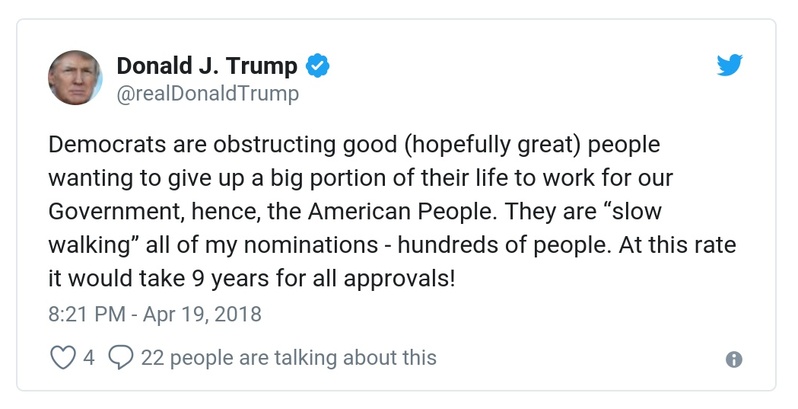 Donald J. Trump
@realDonaldTrump
Democrats are obstructing good (hopefully great) people
wanting to give up a big portion of their life to work for our
Government, hence, the American People. They are “slow
walking” all of my nominations - hundreds of people. At this rate
it would take 9 years for all approvals!
8:21 PM - Apr 19, 2018
4 22 people are talking about this